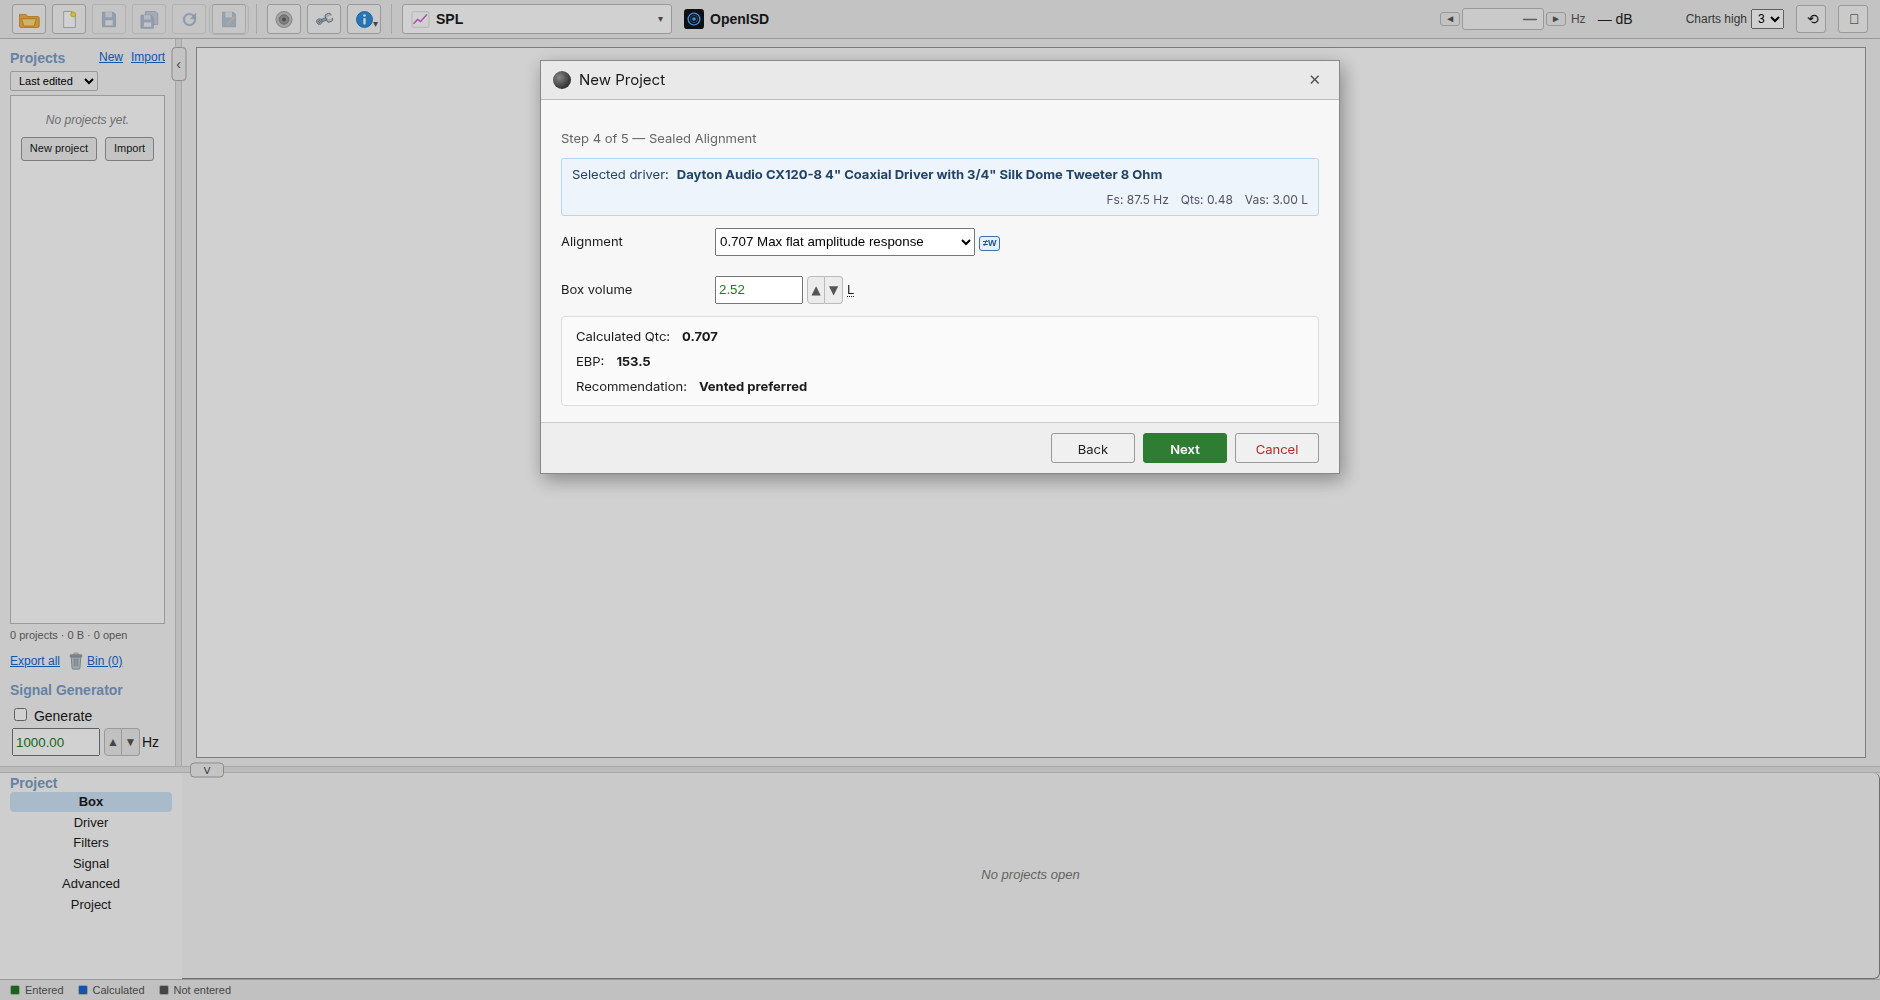 SPL
OpenISD
—
Hz
— dB
Charts high
3
Projects
New
Import
Last edited
No projects yet.
New project
Import
0 projects · 0 B · 0 open
Export all
Bin (0)
Signal Generator
Generate
1000.00
Hz
New Project
Step 4 of 5 — Sealed Alignment
Selected driver: Dayton Audio CX120-8 4" Coaxial Driver with 3/4" Silk Dome Tweeter 8 Ohm
Fs: 87.5 Hz Qts: 0.48 Vas: 3.00 L
Alignment
0.707 Max flat amplitude response
≠W
Box volume
2.52
L
Calculated Qtc: 0.707
EBP: 153.5
Recommendation: Vented preferred
Back
Next
Cancel
Project
Box
Driver
Filters
Signal
Advanced
Project
No projects open
Entered
Calculated
Not entered